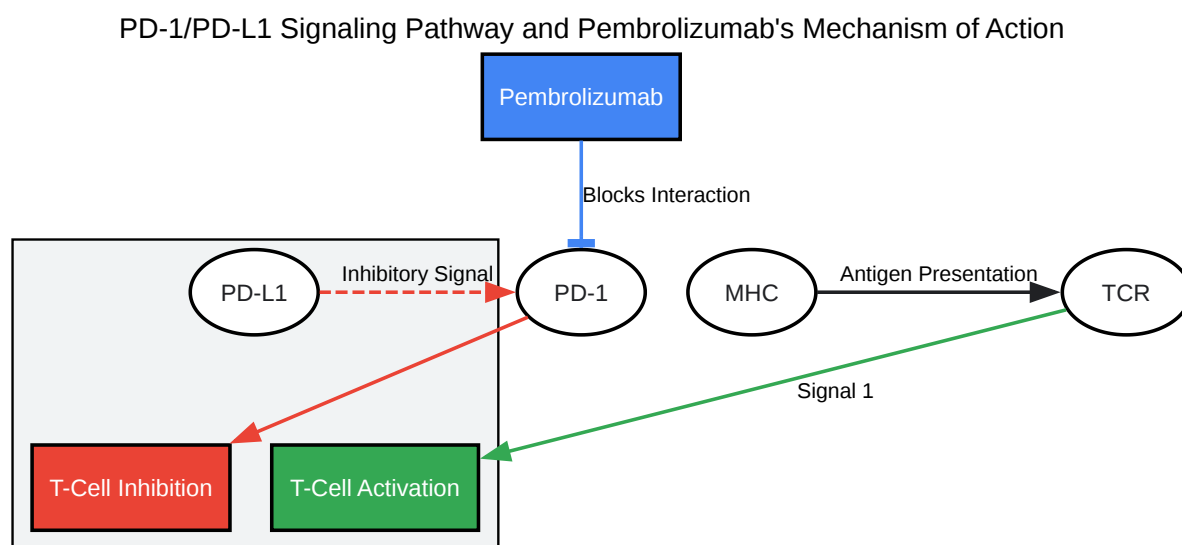 PD-1/PD-L1 Signaling Pathway and Pembrolizumab's Mechanism of Action
Pembrolizumab
Blocks Interaction
PD-L1
Inhibitory Signal
PD-1
MHC
Antigen Presentation
TCR
Signal 1
T-Cell Inhibition
T-Cell Activation